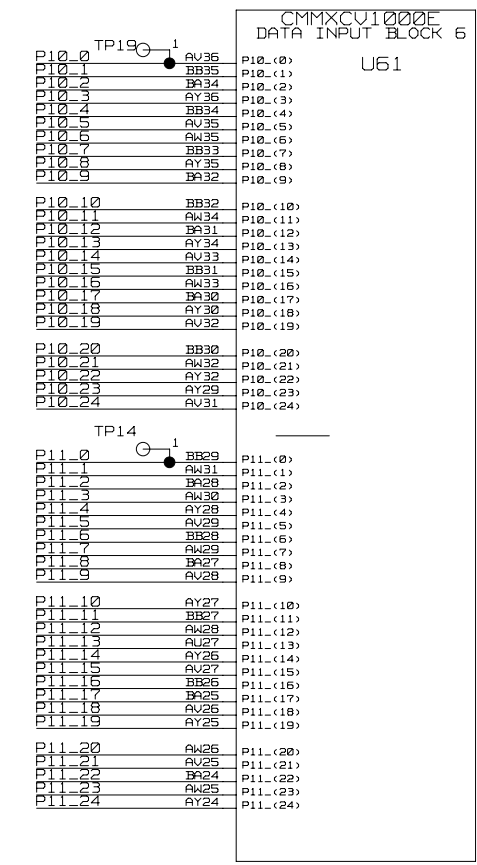 CMMXCV1000E
DATA INPUT BLOCK 6
U61
TP19 1
P10_0 AV36 P10_(0)
P10_1 BB35 P10_(1)
P10_2 BA34 P10_(2)
P10_3 AY36 P10_(3)
P10_4 BB34 P10_(4)
P10_5 AV35 P10_(5)
P10_6 AW35 P10_(6)
P10_7 BB33 P10_(7)
P10_8 AY35 P10_(8)
P10_9 BA32 P10_(9)
P10_10 BB32 P10_(10)
P10_11 AW34 P10_(11)
P10_12 BA31 P10_(12)
P10_13 AY34 P10_(13)
P10_14 AV33 P10_(14)
P10_15 BB31 P10_(15)
P10_16 AW33 P10_(16)
P10_17 BA30 P10_(17)
P10_18 AY30 P10_(18)
P10_19 AV32 P10_(19)
P10_20 BB30 P10_(20)
P10_21 AW32 P10_(21)
P10_22 AY32 P10_(22)
P10_23 AY29 P10_(23)
P10_24 AV31 P10_(24)
TP14 1
P11_0 BB29 P11_(0)
P11_1 AW31 P11_(1)
P11_2 BA28 P11_(2)
P11_3 AW30 P11_(3)
P11_4 AY28 P11_(4)
P11_5 AV29 P11_(5)
P11_6 BB28 P11_(6)
P11_7 AW29 P11_(7)
P11_8 BA27 P11_(8)
P11_9 AV28 P11_(9)
P11_10 AY27 P11_(10)
P11_11 BB27 P11_(11)
P11_12 AW28 P11_(12)
P11_13 AU27 P11_(13)
P11_14 AY26 P11_(14)
P11_15 AV27 P11_(15)
P11_16 BB26 P11_(16)
P11_17 BA25 P11_(17)
P11_18 AV26 P11_(18)
P11_19 AY25 P11_(19)
P11_20 AW26 P11_(20)
P11_21 AV25 P11_(21)
P11_22 BA24 P11_(22)
P11_23 AW25 P11_(23)
P11_24 AY24 P11_(24)